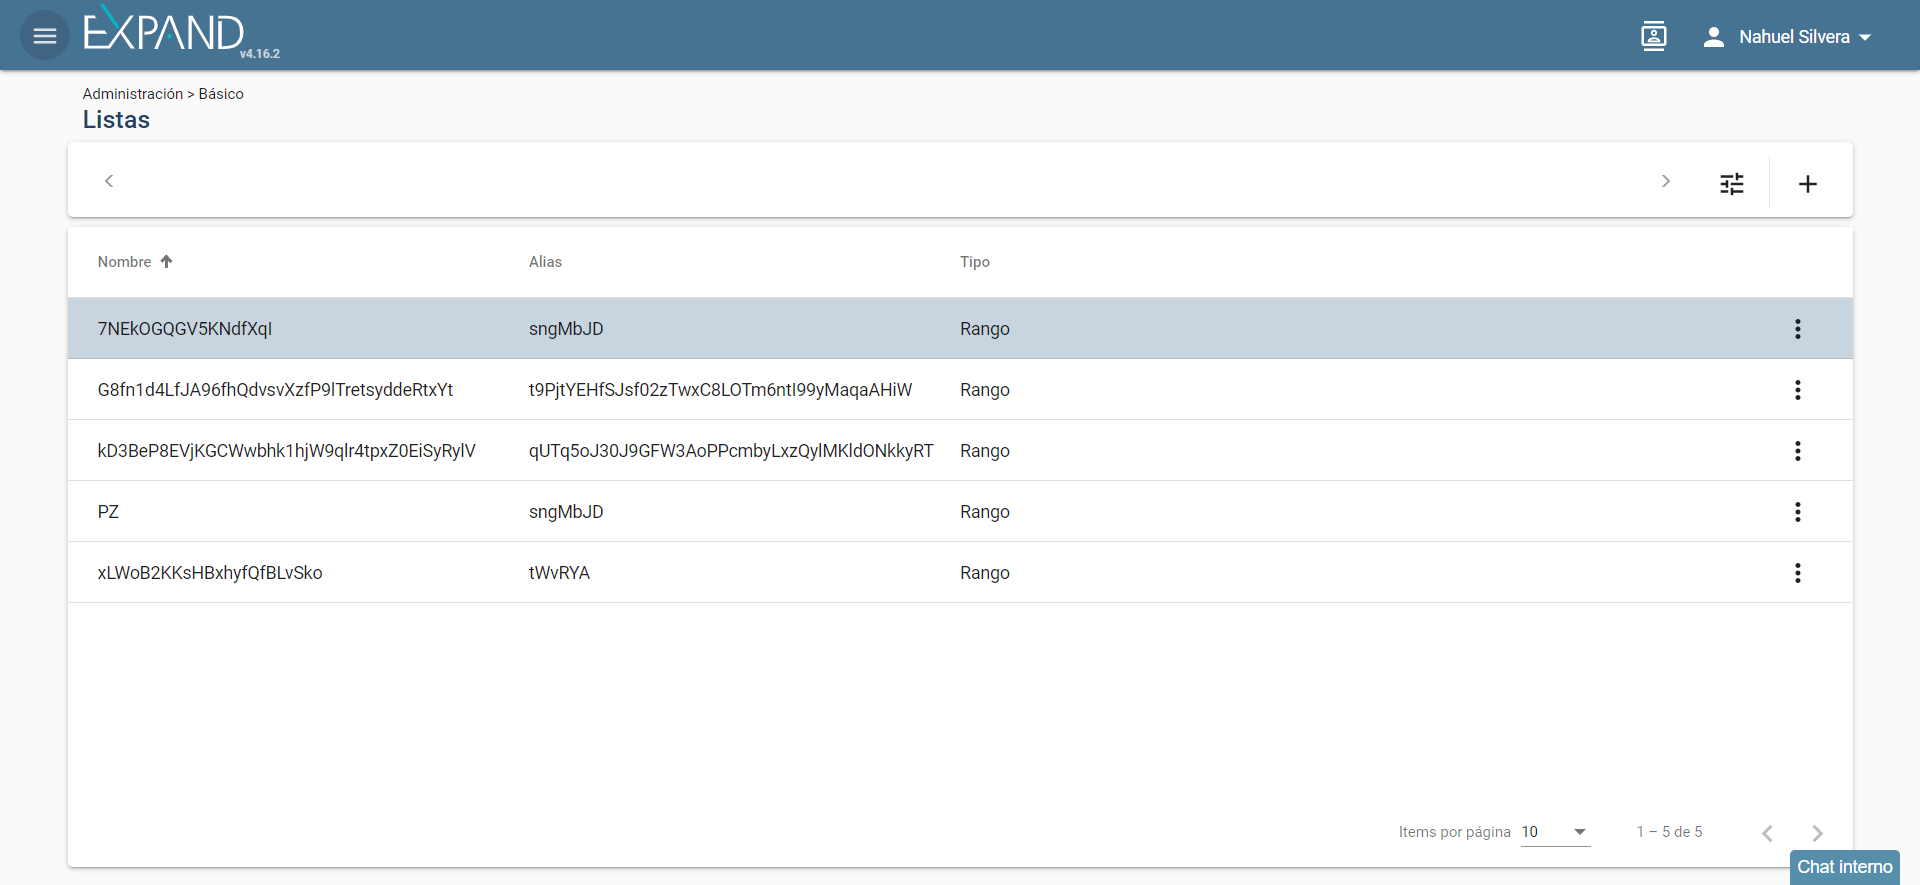 EXPAND v4.16.2
Nahuel Silvera
Administración > Básico
Listas
Nombre Alias Tipo
7NEkOGQGV5KNdfXqI sngMbJD Rango
G8fn1d4LfJA96fhQdvsvXzfP9lTretsyddeRtxYt t9PjtYEHfSJsf02zTwxC8LOTm6ntI99yMaqaAHiW Rango
kD3BeP8EVjKGCWwbhk1hjW9qlr4tpxZ0EiSyRylV qUTq5oJ30J9GFW3AoPPcmbyLxzQylMKldONkkyRT Rango
PZ sngMbJD Rango
xLWoB2KKsHBxhyfQfBLvSko tWvRYA Rango
Items por página 10 1 – 5 de 5
Chat interno